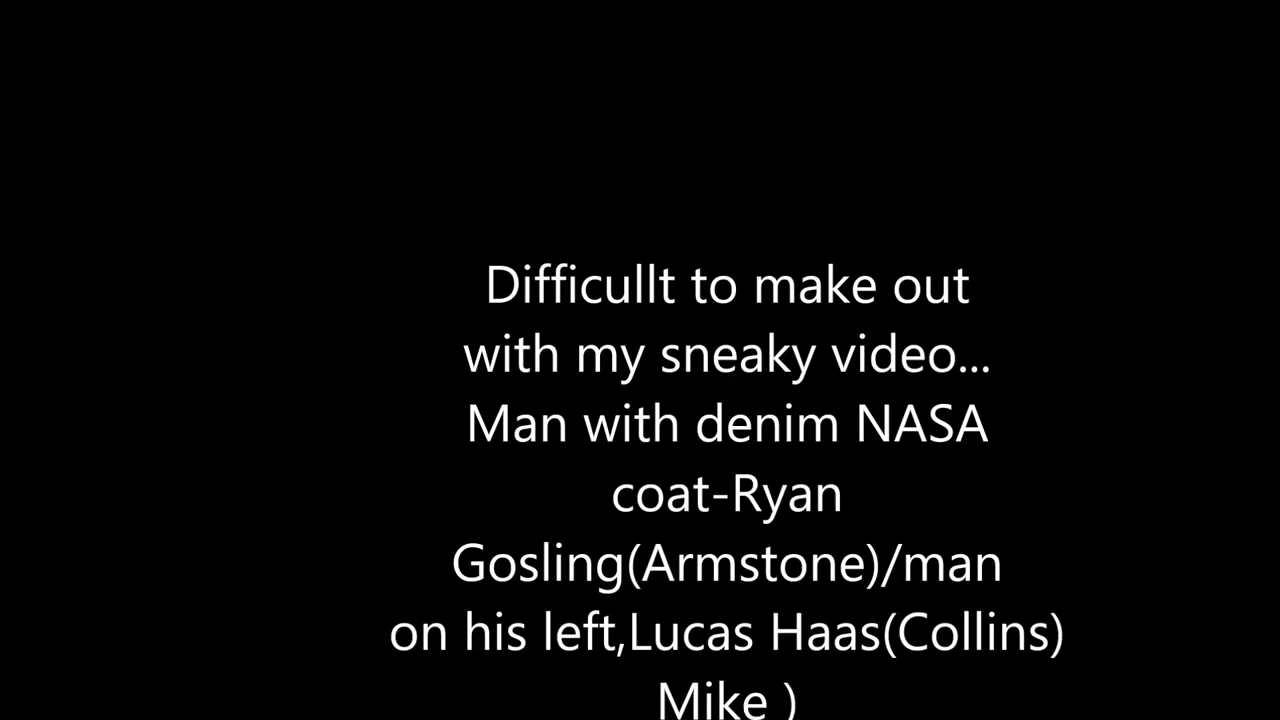 Difficullt to make out
with my sneaky video...
Man with denim NASA
coat-Ryan
Gosling(Armstone)/man
on his left,Lucas Haas(Collins)
Mike )